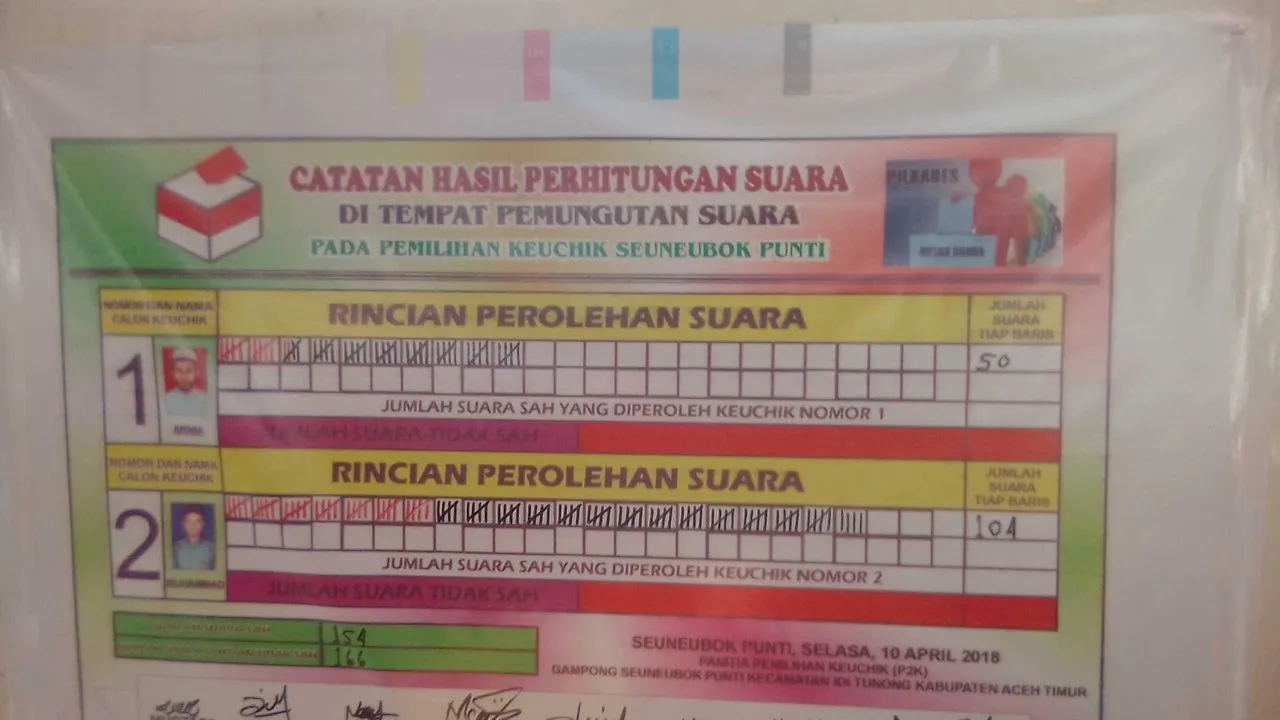 CATATAN HASIL PERHITUNGAN SUARA
DI TEMPAT PEMUNGUTAN SUARA
PADA PEMILIHAN KEUCHIK SEUNEUBOK PUNTI
PILKADES
KOTAK SUARA
NOMOR DAN NAMA
CALON KEUCHIK
RINCIAN PEROLEHAN SUARA
JUMLAH
SUARA
TIAP BARIS
1
50
JUMLAH SUARA SAH YANG DIPEROLEH KEUCHIK NOMOR 1
JUMLAH SUARA TIDAK SAH
NOMOR DAN NAMA
CALON KEUCHIK
RINCIAN PEROLEHAN SUARA
JUMLAH
SUARA
TIAP BARIS
2
MUHAMMAD
104
JUMLAH SUARA SAH YANG DIPEROLEH KEUCHIK NOMOR 2
JUMLAH SUARA TIDAK SAH
154
166
SEUNEUBOK PUNTI, SELASA, 10 APRIL 2018
PANITIA PEMILIHAN KEUCHIK (P2K)
GAMPONG SEUNEUBOK PUNTI KECAMATAN IDI TUNONG KABUPATEN ACEH TIMUR